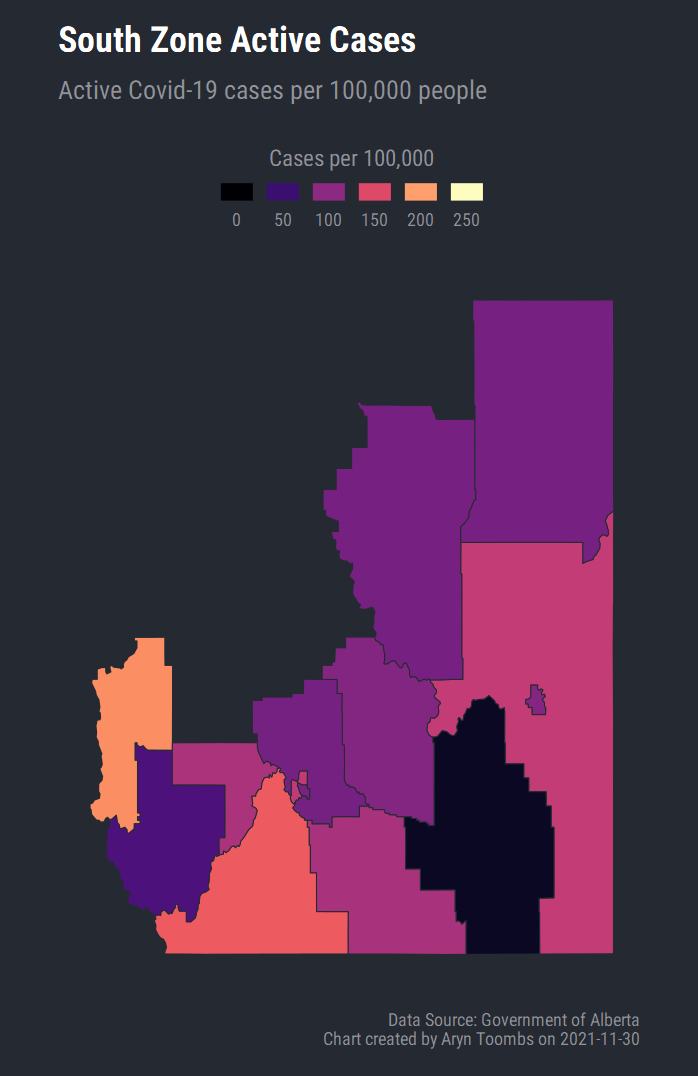 South Zone Active Cases
Active Covid-19 cases per 100,000 people
Cases per 100,000
0 50 100 150 200 250
Data Source: Government of Alberta
Chart created by Aryn Toombs on 2021-11-30